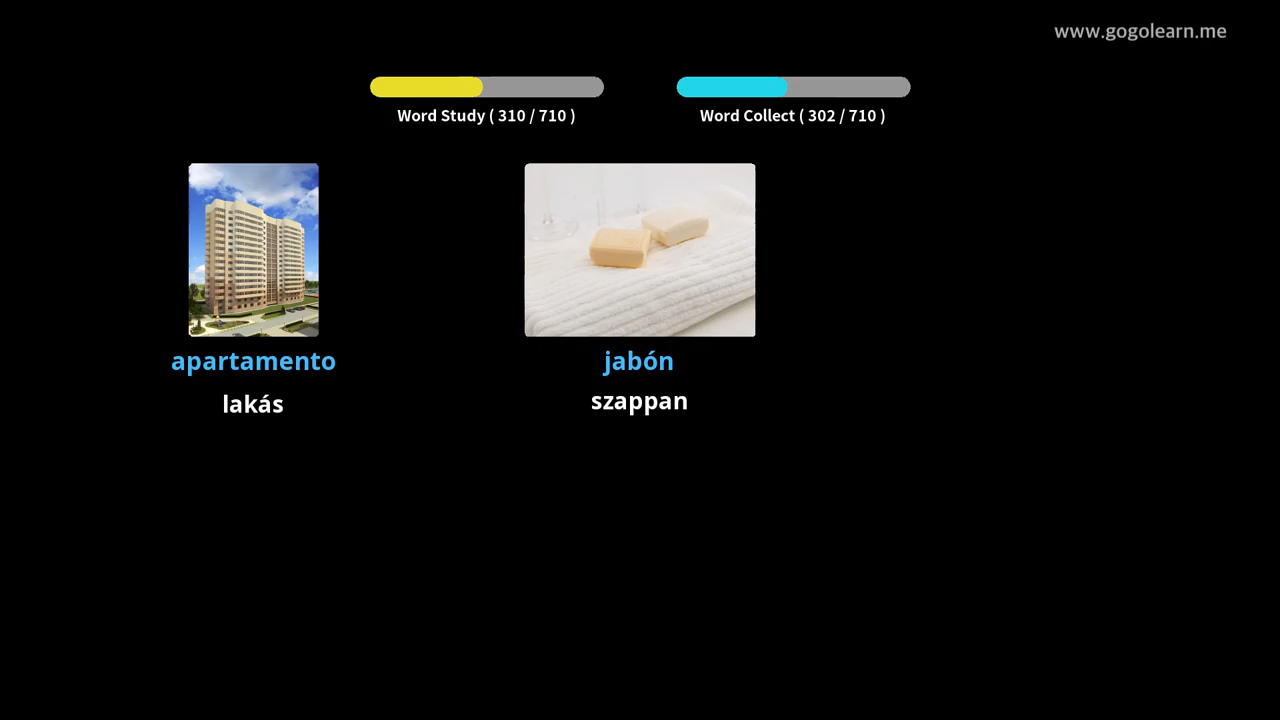 www.gogolearn.me
Word Study ( 310 / 710 )
Word Collect ( 302 / 710 )
apartamento
lakás
jabón
szappan